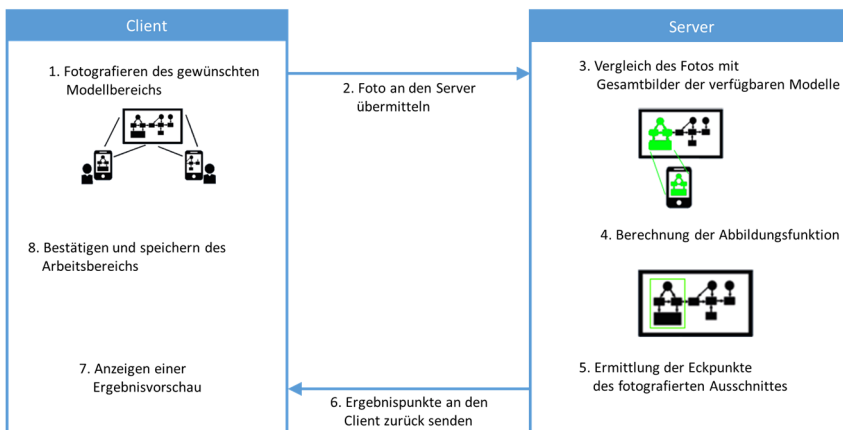 Client
Server
1. Fotografieren des gewünschten
Modellbereichs
2. Foto an den Server
übermitteln
3. Vergleich des Fotos mit
Gesamtbilder der verfügbaren Modelle
4. Berechnung der Abbildungsfunktion
5. Ermittlung der Eckpunkte
des fotografierten Ausschnittes
6. Ergebnispunkte an den
Client zurück senden
7. Anzeigen einer
Ergebnisvorschau
8. Bestätigen und speichern des
Arbeitsbereichs